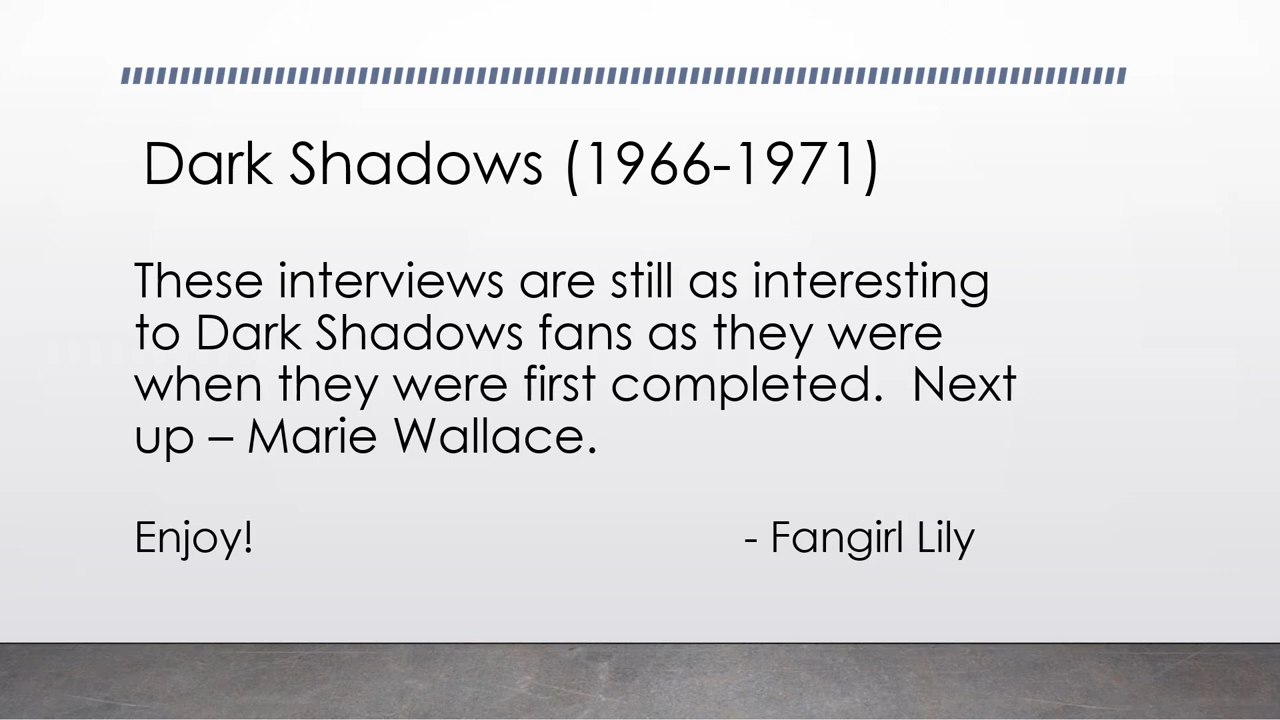 Dark Shadows (1966-1971)
These interviews are still as interesting
to Dark Shadows fans as they were
when they were first completed.  Next
up – Marie Wallace.
Enjoy! - Fangirl Lily